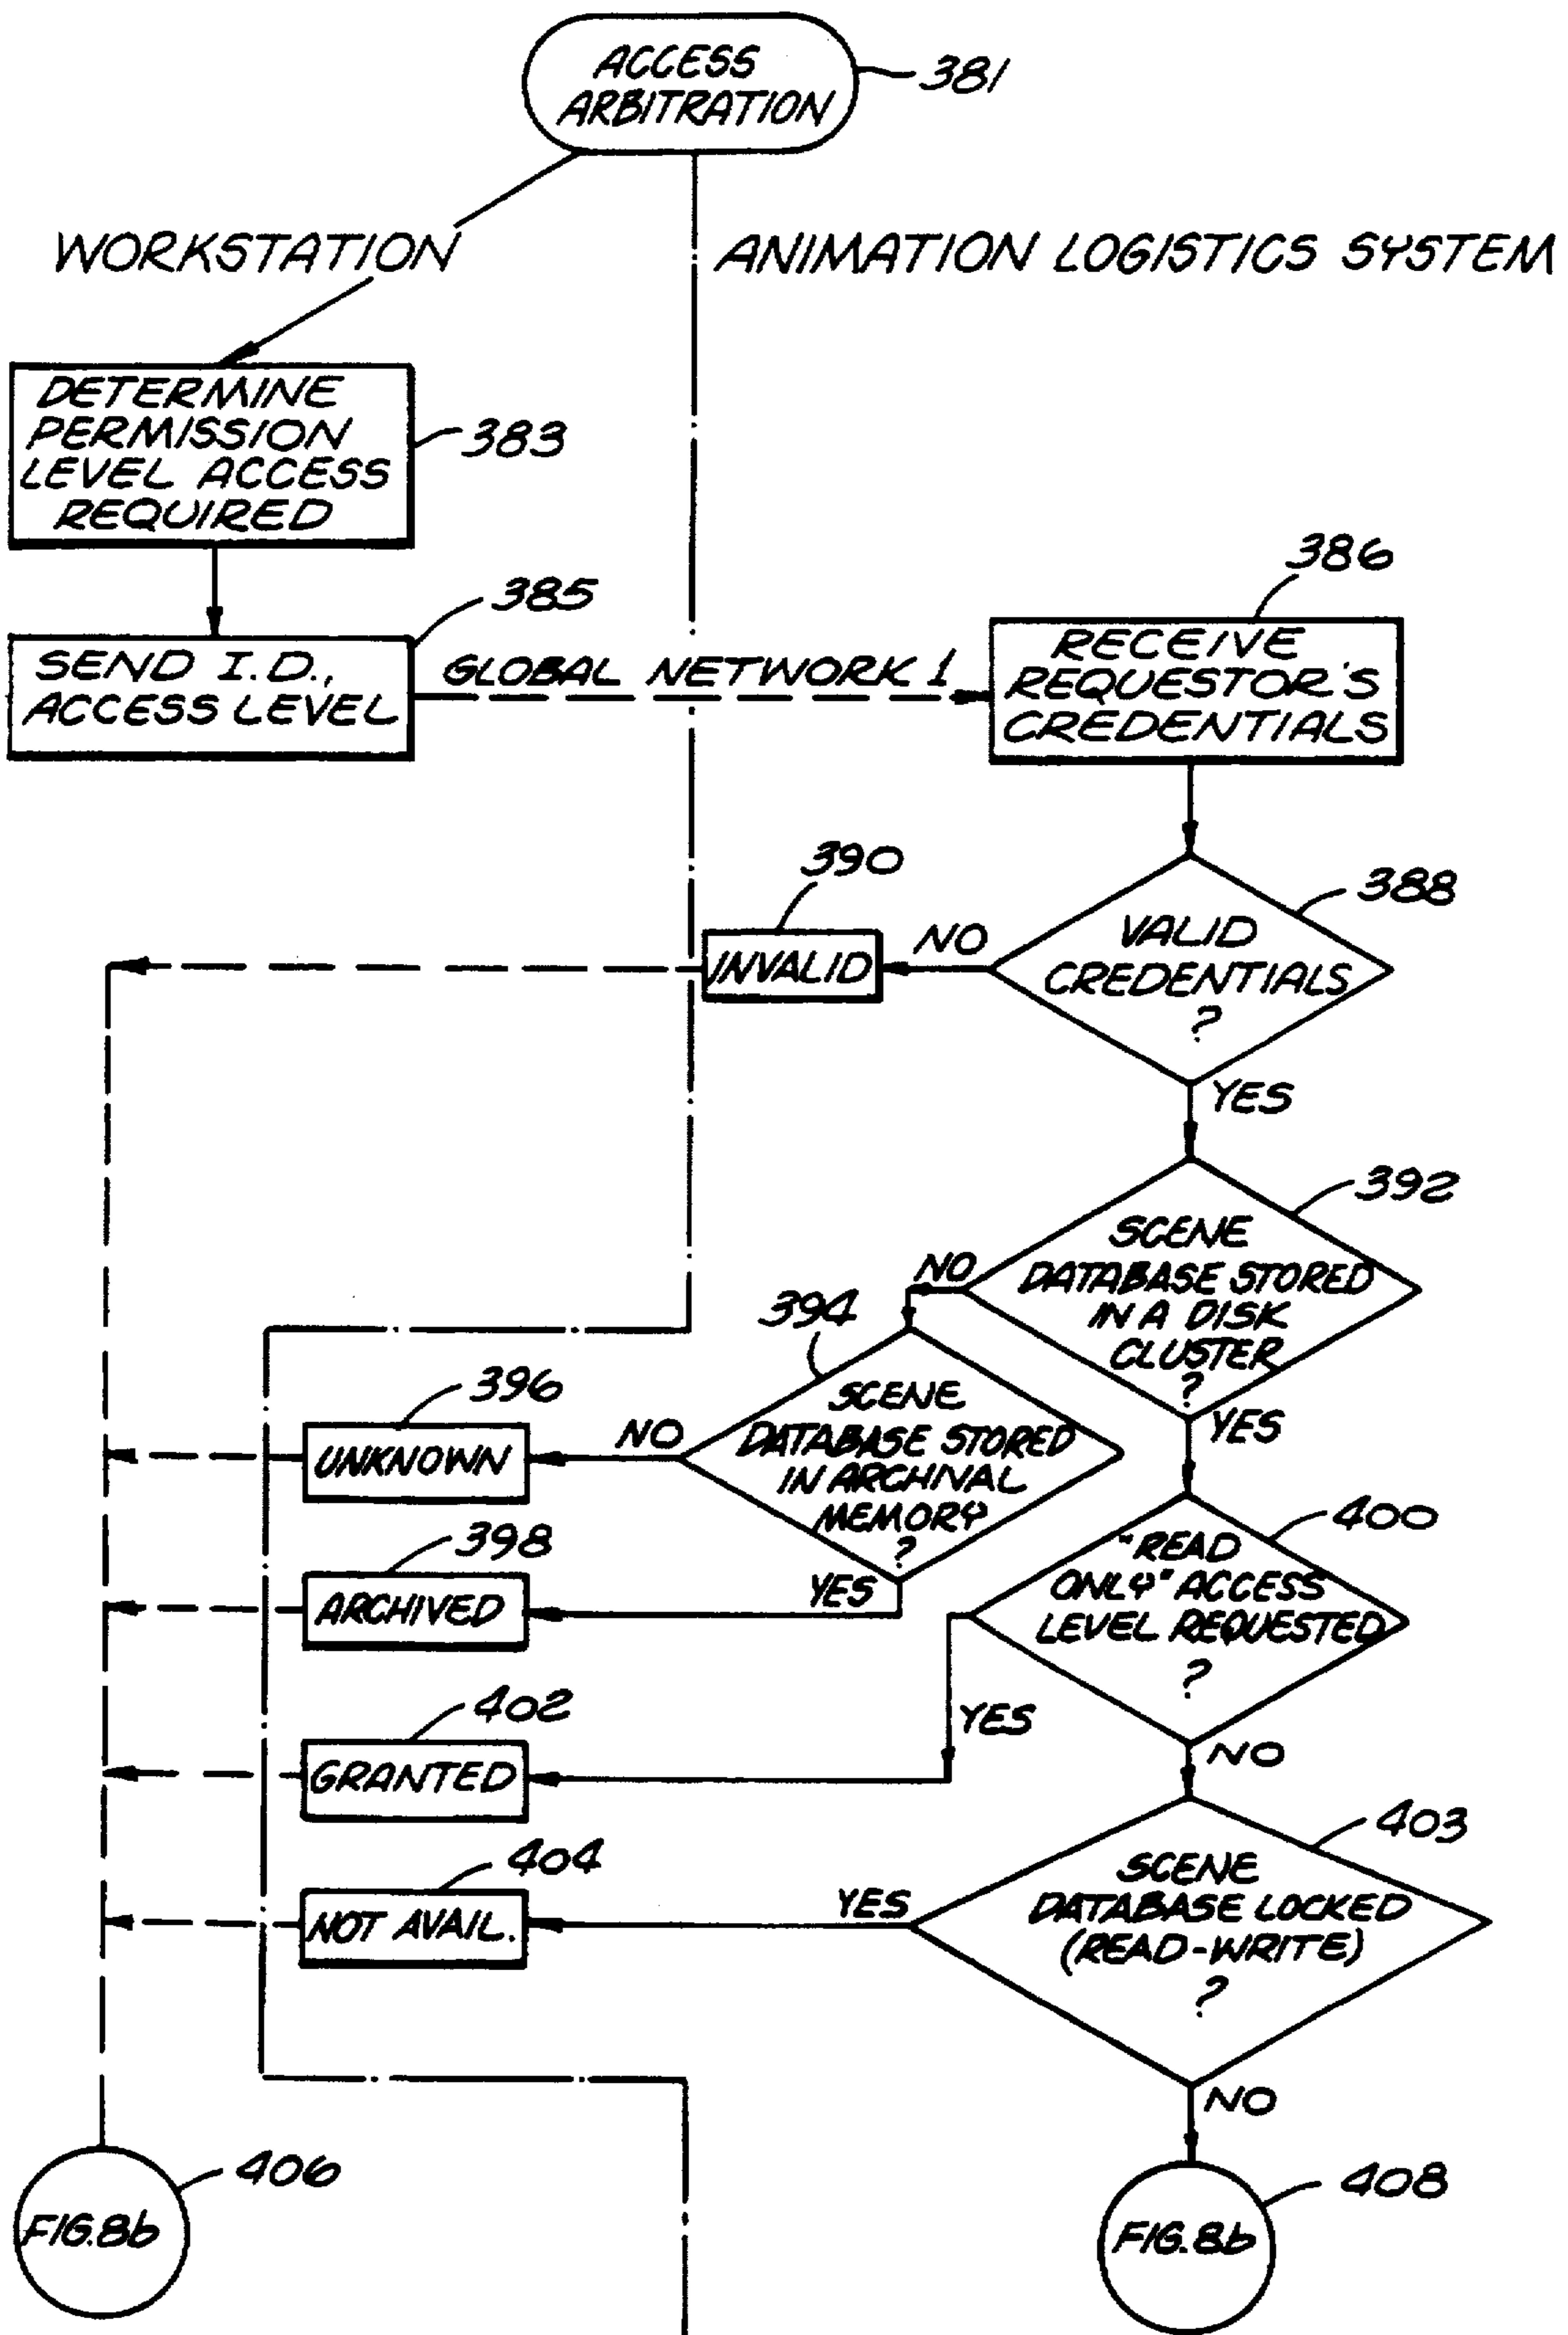 ACCESS
ARBITRATION
381
WORKSTATION
ANIMATION LOGISTICS SYSTEM
DETERMINE
PERMISSION
LEVEL ACCESS
REQUIRED
383
385
SEND I.D.,
ACCESS LEVEL
GLOBAL NETWORK 1
386
RECEIVE
REQUESTOR'S
CREDENTIALS
390
INVALID
NO
388
VALID
CREDENTIALS
?
YES
392
SCENE
DATABASE STORED
IN A DISK
CLUSTER
?
NO
YES
394
SCENE
DATABASE STORED
IN ARCHIVAL
MEMORY
?
NO
396
UNKNOWN
YES
398
ARCHIVED
400
"READ
ONLY" ACCESS
LEVEL REQUESTED
?
YES
402
GRANTED
NO
403
SCENE
DATABASE LOCKED
(READ-WRITE)
?
YES
404
NOT AVAIL.
NO
406
FIG.8b
408
FIG.8b